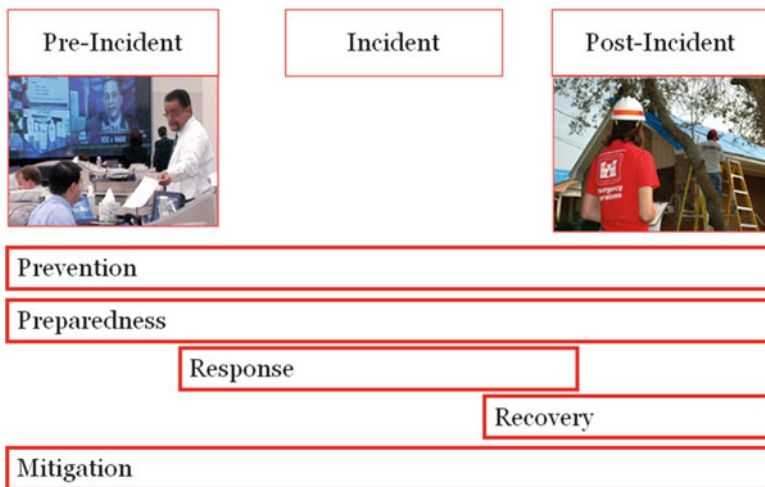 Pre-Incident
Incident
Post-Incident
Prevention
Preparedness
Response
Recovery
Mitigation